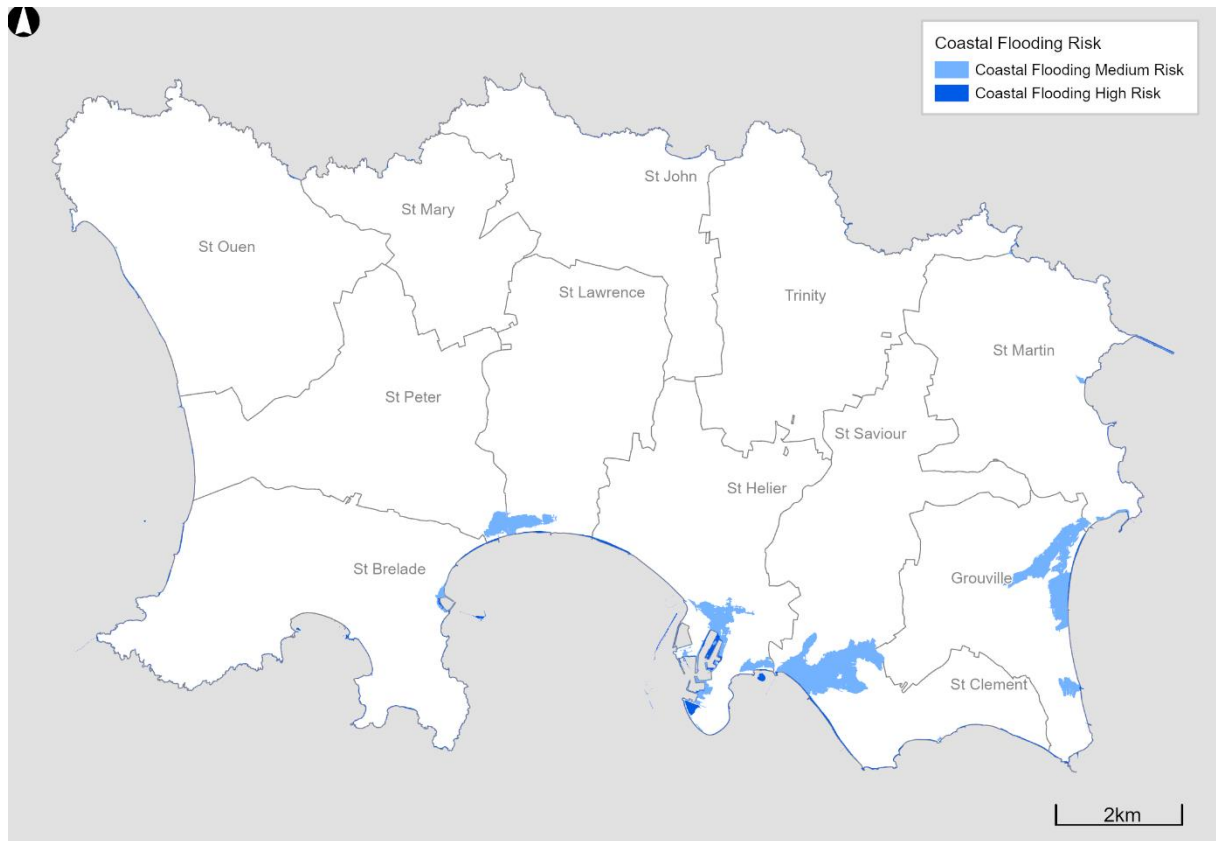 Coastal Flooding Risk
Coastal Flooding Medium Risk
Coastal Flooding High Risk
St John
St Mary
St Ouen
St Lawrence
Trinity
St Martin
St Peter
St Saviour
St Helier
St Brelade
Grouville
St Clement
2km